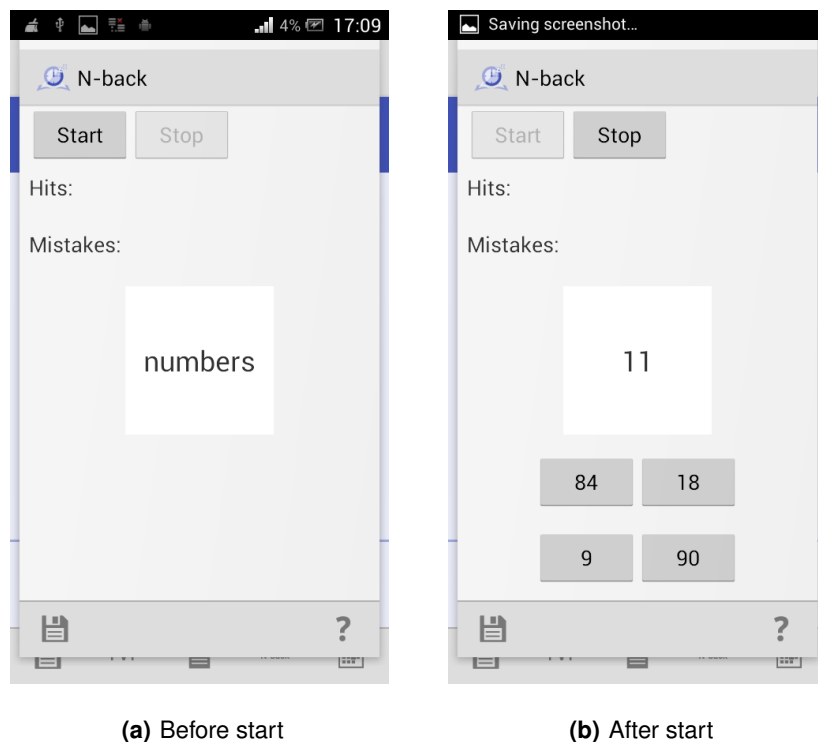 4% 17:09
N-back
Start Stop
Hits:
Mistakes:
numbers
?
(a) Before start
Saving screenshot...
N-back
Start Stop
Hits:
Mistakes:
11
84 18
9 90
?
(b) After start